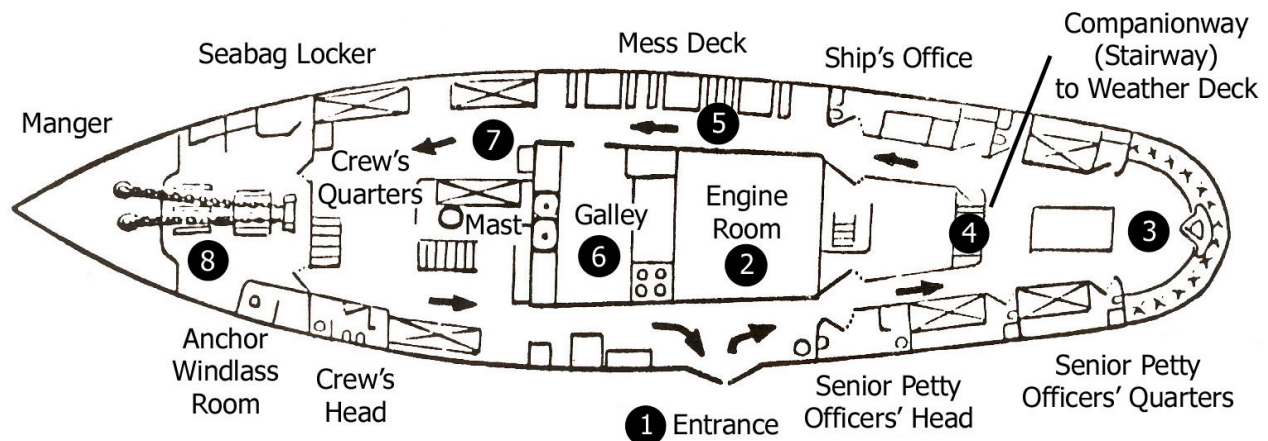 Companionway
(Stairway)
to Weather Deck
Mess Deck
Ship's Office
Seabag Locker
Manger
5
7
Crew's
Quarters
Mast
Galley
6
Engine
Room
2
4
3
8
Anchor
Windlass
Room
Crew's
Head
1 Entrance
Senior Petty
Officers' Head
Senior Petty
Officers' Quarters